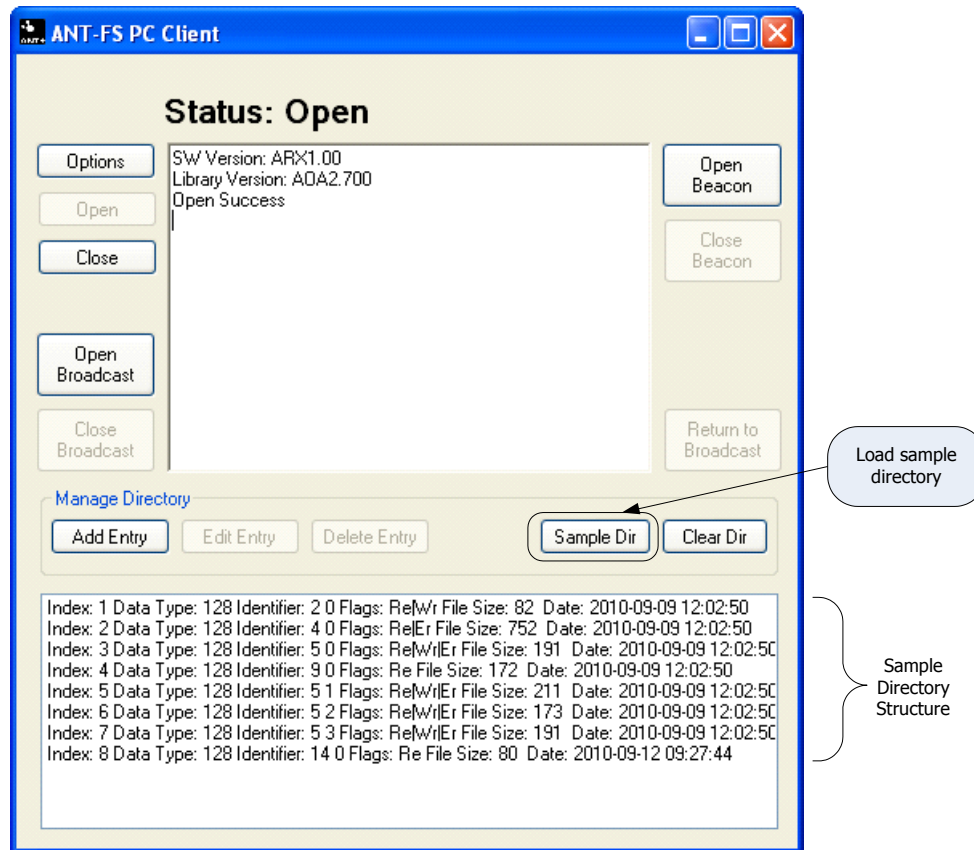 ANT-FS PC Client
Status: Open
Options
Open
Close
Open
Broadcast
Close
Broadcast
SW Version: ARX1.00
Library Version: AOA2.700
Open Success
Open
Beacon
Close
Beacon
Return to
Broadcast
Load sample
directory
Manage Directory
Add Entry
Edit Entry
Delete Entry
Sample Dir
Clear Dir
Index: 1 Data Type: 128 Identifier: 2 0 Flags: Re|Wr File Size: 82 Date: 2010-09-09 12:02:50
Index: 2 Data Type: 128 Identifier: 4 0 Flags: Re|Er File Size: 752 Date: 2010-09-09 12:02:50
Index: 3 Data Type: 128 Identifier: 5 0 Flags: Re|Wr|Er File Size: 191 Date: 2010-09-09 12:02:50
Index: 4 Data Type: 128 Identifier: 9 0 Flags: Re File Size: 172 Date: 2010-09-09 12:02:50
Index: 5 Data Type: 128 Identifier: 5 1 Flags: Re|Wr|Er File Size: 211 Date: 2010-09-09 12:02:50
Index: 6 Data Type: 128 Identifier: 5 2 Flags: Re|Wr|Er File Size: 173 Date: 2010-09-09 12:02:50
Index: 7 Data Type: 128 Identifier: 5 3 Flags: Re|Wr|Er File Size: 191 Date: 2010-09-09 12:02:50
Index: 8 Data Type: 128 Identifier: 14 0 Flags: Re File Size: 80 Date: 2010-09-12 09:27:44
Sample
Directory
Structure